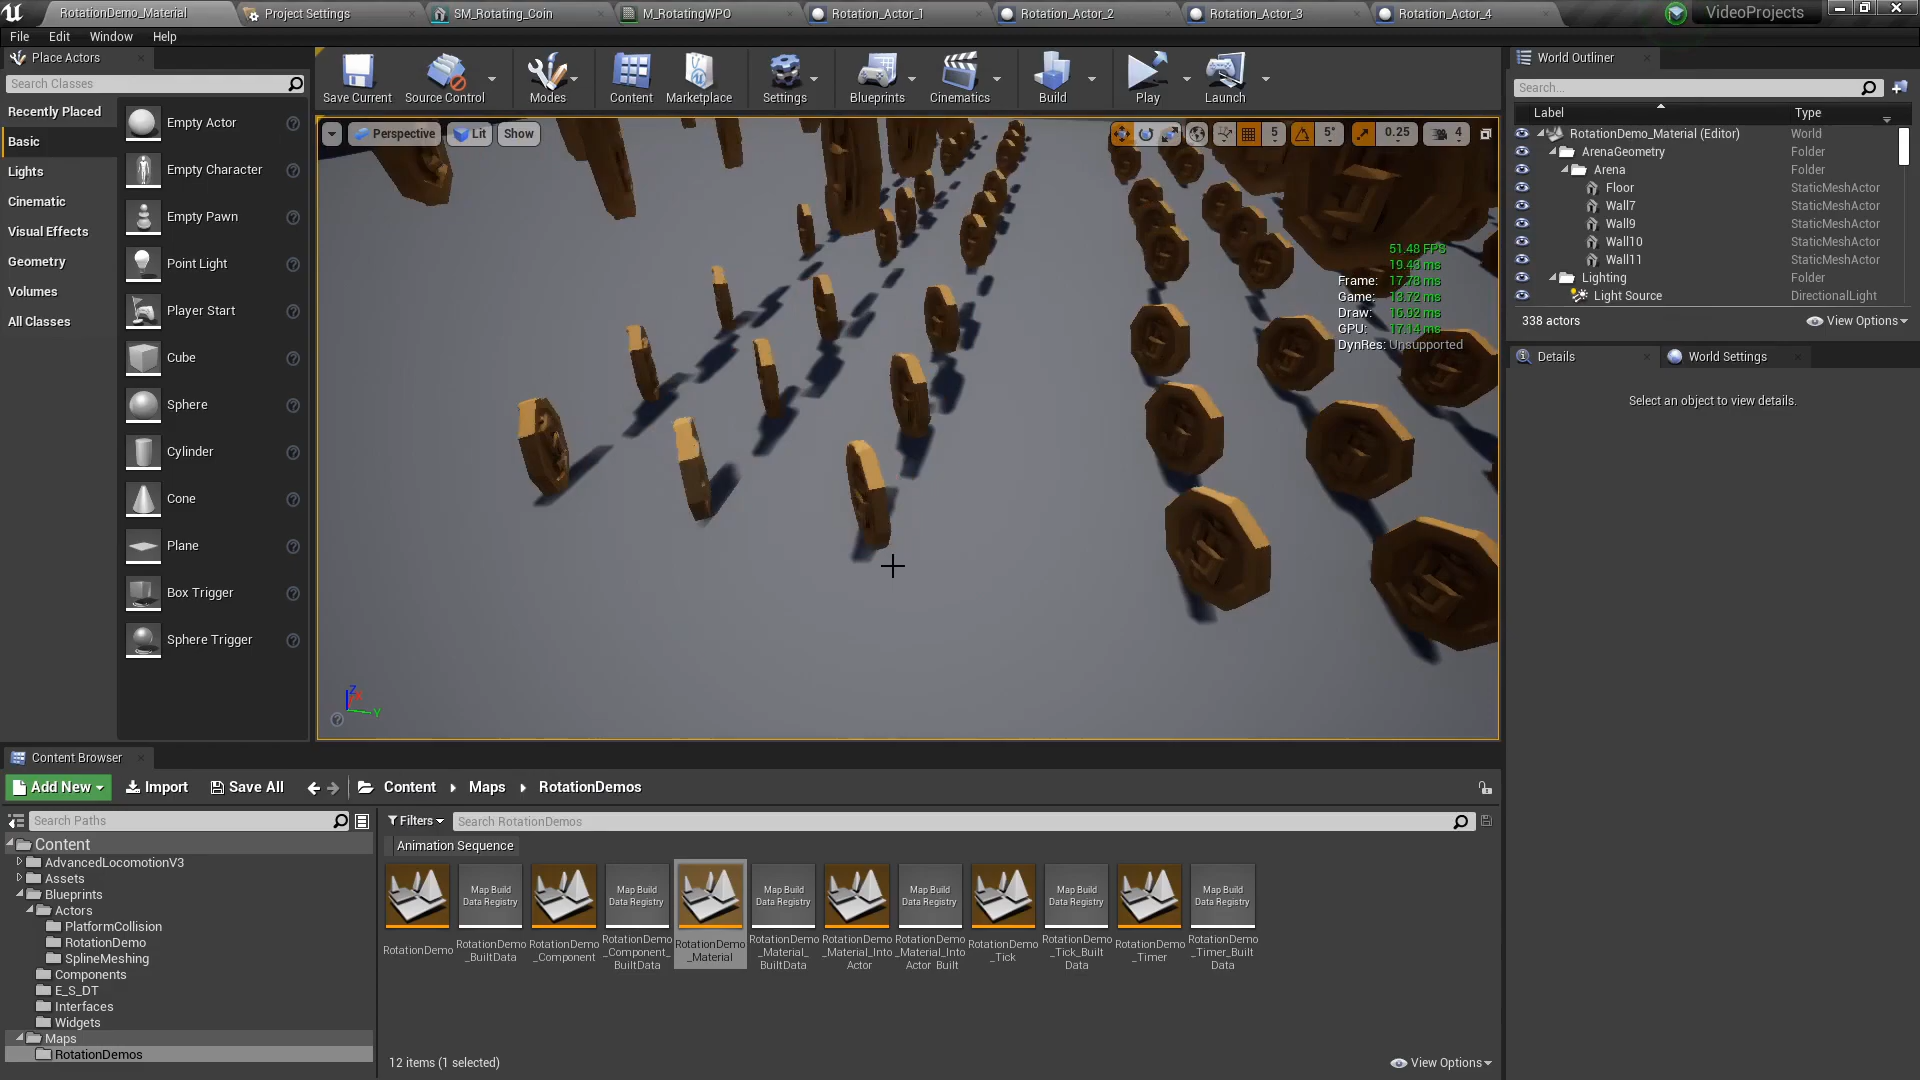 RotationDemo_Material
Project Settings
SM_Rotating_Coin
M_RotatingWPO
Rotation_Actor_1
Rotation_Actor_2
Rotation_Actor_3
Rotation_Actor_4
VideoProjects
File Edit Window Help
Place Actors
Search Classes
Recently Placed
Basic
Lights
Cinematic
Visual Effects
Geometry
Volumes
All Classes
Empty Actor
Empty Character
Empty Pawn
Point Light
Player Start
Cube
Sphere
Cylinder
Cone
Plane
Box Trigger
Sphere Trigger
Save Current
Source Control
Modes
Content
Marketplace
Settings
Blueprints
Cinematics
Build
Play
Launch
Perspective Lit Show
5 5° 0.25 4
51.48 FPS
19.43 ms
Frame: 17.78 ms
Game: 13.72 ms
Draw: 16.92 ms
GPU: 17.14 ms
DynRes: Unsupported
Z
Y
World Outliner
Search...
Label Type
RotationDemo_Material (Editor) World
ArenaGeometry Folder
Arena Folder
Floor StaticMeshActor
Wall7 StaticMeshActor
Wall9 StaticMeshActor
Wall10 StaticMeshActor
Wall11 StaticMeshActor
Lighting Folder
Light Source DirectionalLight
338 actors View Options
Details World Settings
Select an object to view details.
Content Browser
Add New Import Save All Content Maps RotationDemos
Search Paths
Content
AdvancedLocomotionV3
Assets
Blueprints
Actors
PlatformCollision
RotationDemo
SplineMeshing
Components
E_S_DT
Interfaces
Widgets
Maps
RotationDemos
Filters Search RotationDemos
Animation Sequence
RotationDemo
Map Build
Data Registry
RotationDemo
_BuiltData
RotationDemo
_Component
Map Build
Data Registry
RotationDemo
_Component_
BuiltData
RotationDemo
_Material
Map Build
Data Registry
RotationDemo
_Material_
BuiltData
RotationDemo
_Material_Into
Actor
Map Build
Data Registry
RotationDemo
_Material_Into
Actor_Built
RotationDemo
_Tick
Map Build
Data Registry
RotationDemo
_Tick_Built
Data
RotationDemo
_Timer
Map Build
Data Registry
RotationDemo
_Timer_Built
Data
12 items (1 selected) View Options